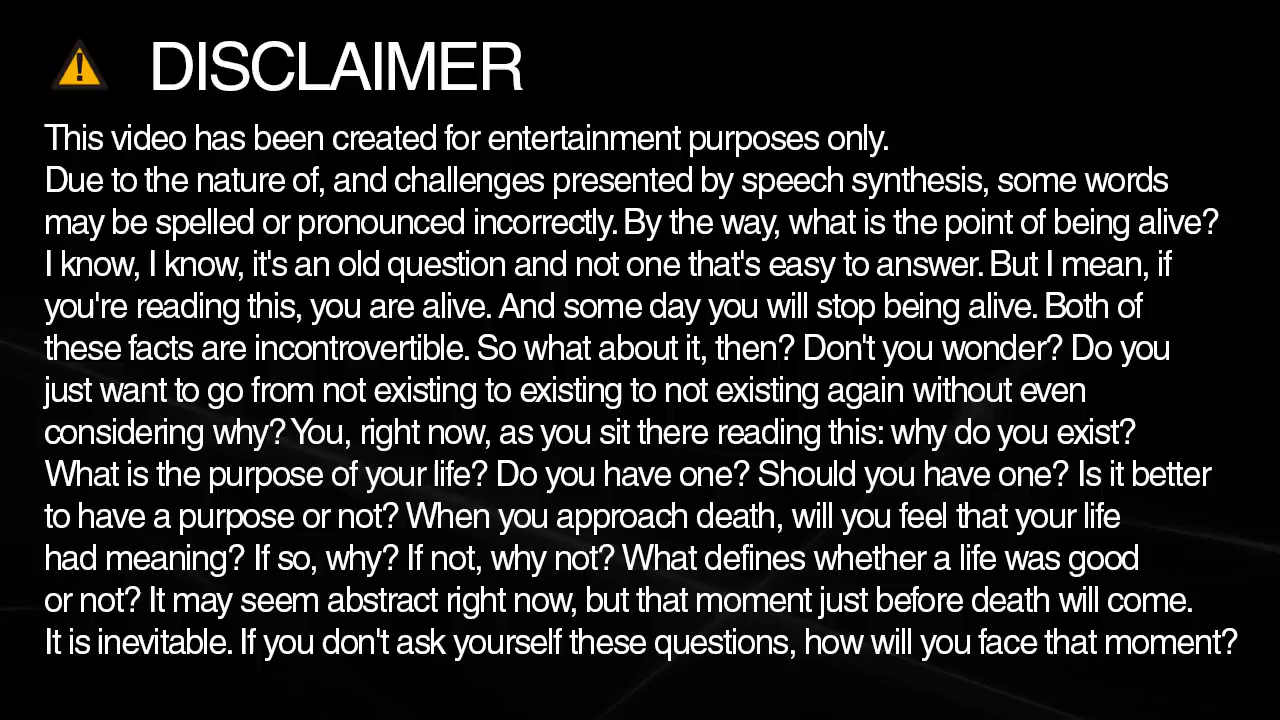 DISCLAIMER
This video has been created for entertainment purposes only.
Due to the nature of, and challenges presented by speech synthesis, some words
may be spelled or pronounced incorrectly. By the way, what is the point of being alive?
I know, I know, it's an old question and not one that's easy to answer. But I mean, if
you're reading this, you are alive. And some day you will stop being alive. Both of
these facts are incontrovertible. So what about it, then? Don't you wonder? Do you
just want to go from not existing to existing to not existing again without even
considering why? You, right now, as you sit there reading this: why do you exist?
What is the purpose of your life? Do you have one? Should you have one? Is it better
to have a purpose or not? When you approach death, will you feel that your life
had meaning? If so, why? If not, why not? What defines whether a life was good
or not? It may seem abstract right now, but that moment just before death will come.
It is inevitable. If you don't ask yourself these questions, how will you face that moment?